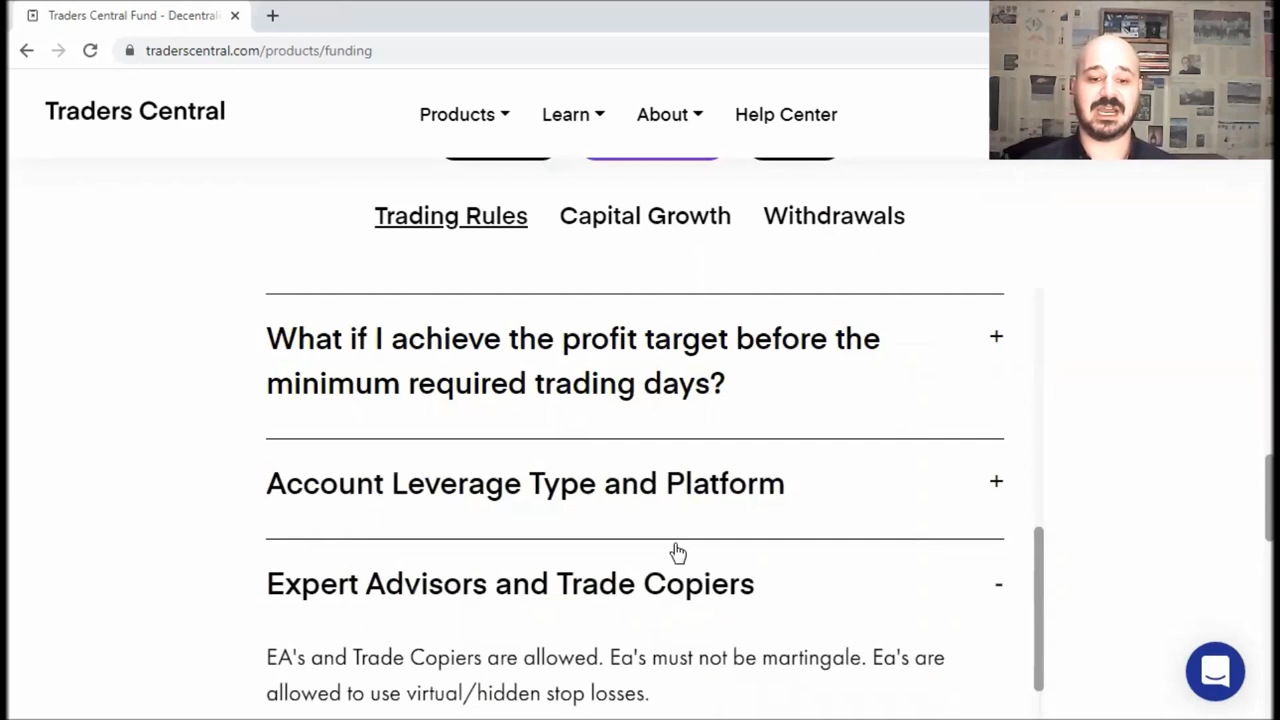 Traders Central Fund - Decentral
traderscentral.com/products/funding
Traders Central
Products
Learn
About
Help Center
Trading Rules
Capital Growth
Withdrawals
What if I achieve the profit target before the
minimum required trading days?
+
Account Leverage Type and Platform
+
Expert Advisors and Trade Copiers
-
EA's and Trade Copiers are allowed. Ea's must not be martingale. Ea's are
allowed to use virtual/hidden stop losses.